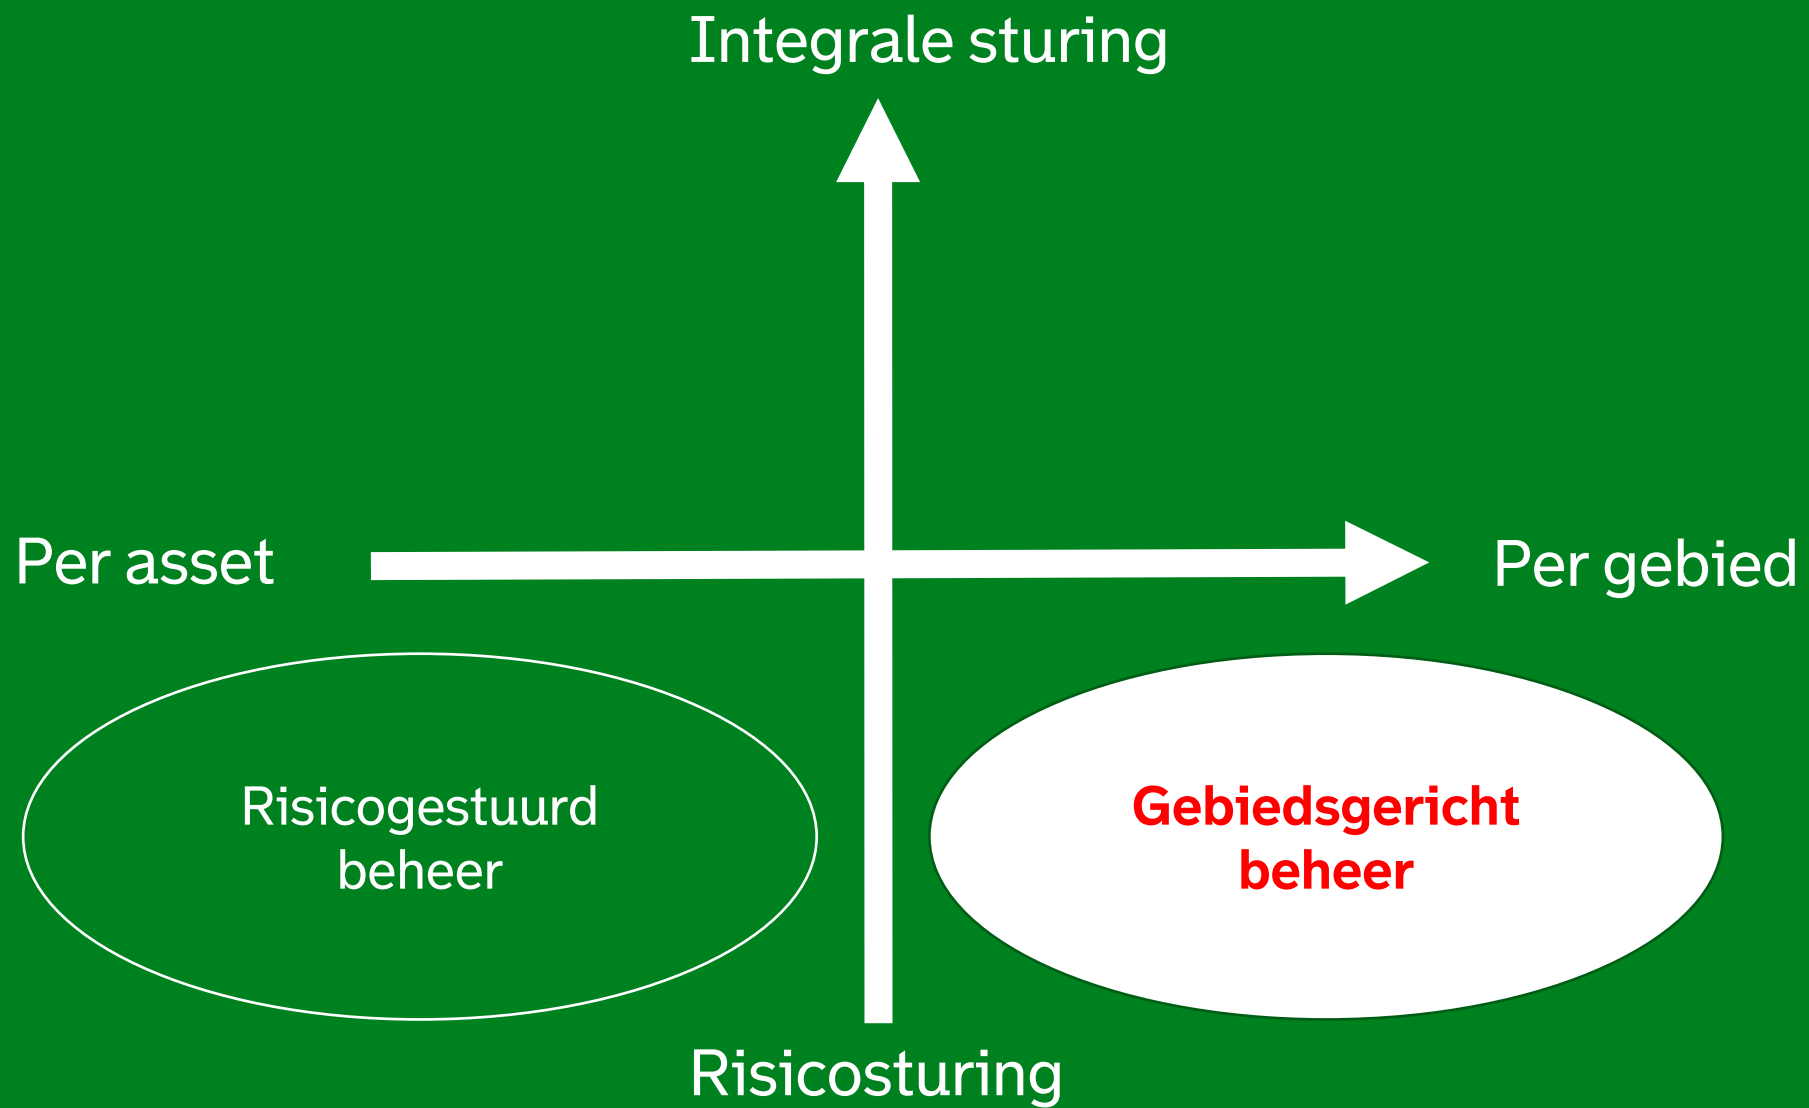 Integrale sturing
Per asset
Per gebied
Risicogestuurd
beheer
Gebiedsgericht
beheer
Risicosturing